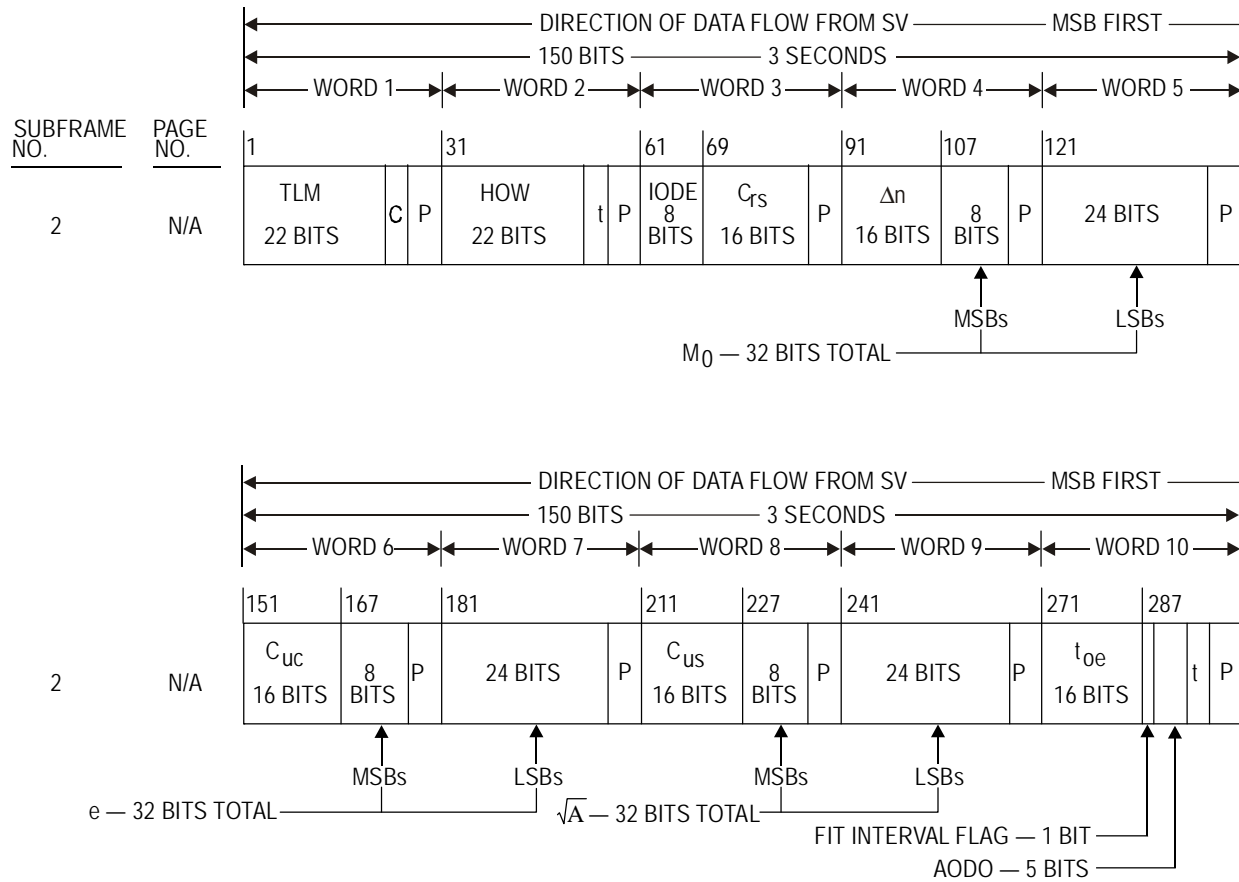 DIRECTION OF DATA FLOW FROM SV MSB FIRST
150 BITS 3 SECONDS
WORD 1 WORD 2 WORD 3 WORD 4 WORD 5
SUBFRAME NO. PAGE NO.
1 31 61 69 91 107 121
2 N/A
TLM 22 BITS C P HOW 22 BITS t P IODE 8 BITS Crs 16 BITS P Δn 16 BITS 8 BITS P 24 BITS P
MSBs LSBs
M0 — 32 BITS TOTAL
DIRECTION OF DATA FLOW FROM SV MSB FIRST
150 BITS 3 SECONDS
WORD 6 WORD 7 WORD 8 WORD 9 WORD 10
151 167 181 211 227 241 271 287
2 N/A
Cuc 16 BITS 8 BITS P 24 BITS P Cus 16 BITS 8 BITS P 24 BITS P toe 16 BITS t P
MSBs LSBs MSBs LSBs
e — 32 BITS TOTAL √A — 32 BITS TOTAL
FIT INTERVAL FLAG — 1 BIT
AODO — 5 BITS